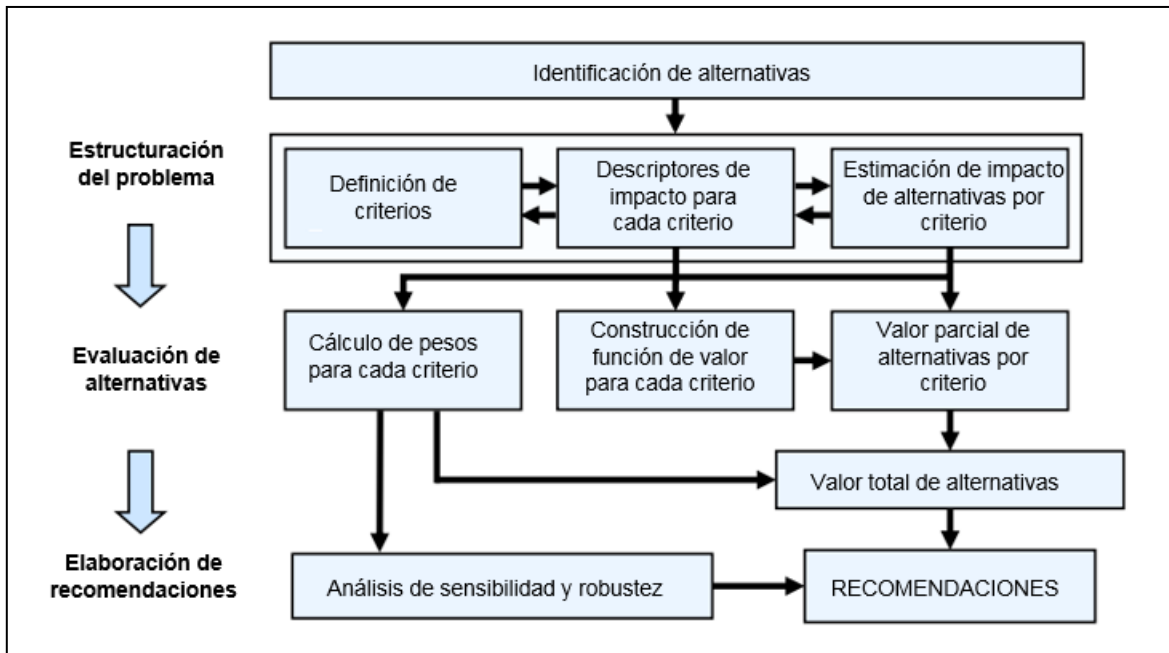 Identificación de alternativas
Estructuración
del problema
Definición de
criterios
Descriptores de
impacto para
cada criterio
Estimación de impacto
de alternativas por
criterio
Evaluación de
alternativas
Cálculo de pesos
para cada criterio
Construcción de
función de valor
para cada criterio
Valor parcial de
alternativas por
criterio
Valor total de alternativas
Elaboración de
recomendaciones
Análisis de sensibilidad y robustez
RECOMENDACIONES